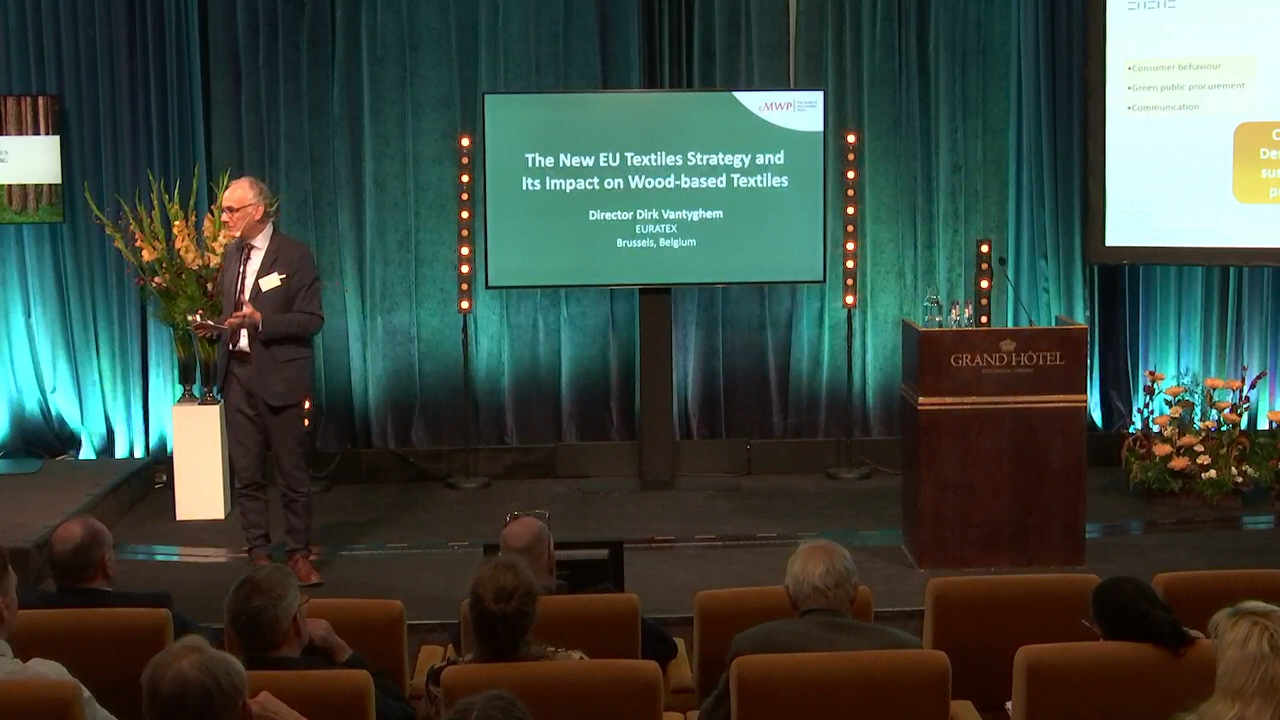 MWP
The New EU Textiles Strategy and
Its Impact on Wood-based Textiles
Director Dirk Vantyghem
EURATEX
Brussels, Belgium
•Consumer behaviour
•Green public procurement
•Communication
GRAND HÔTEL